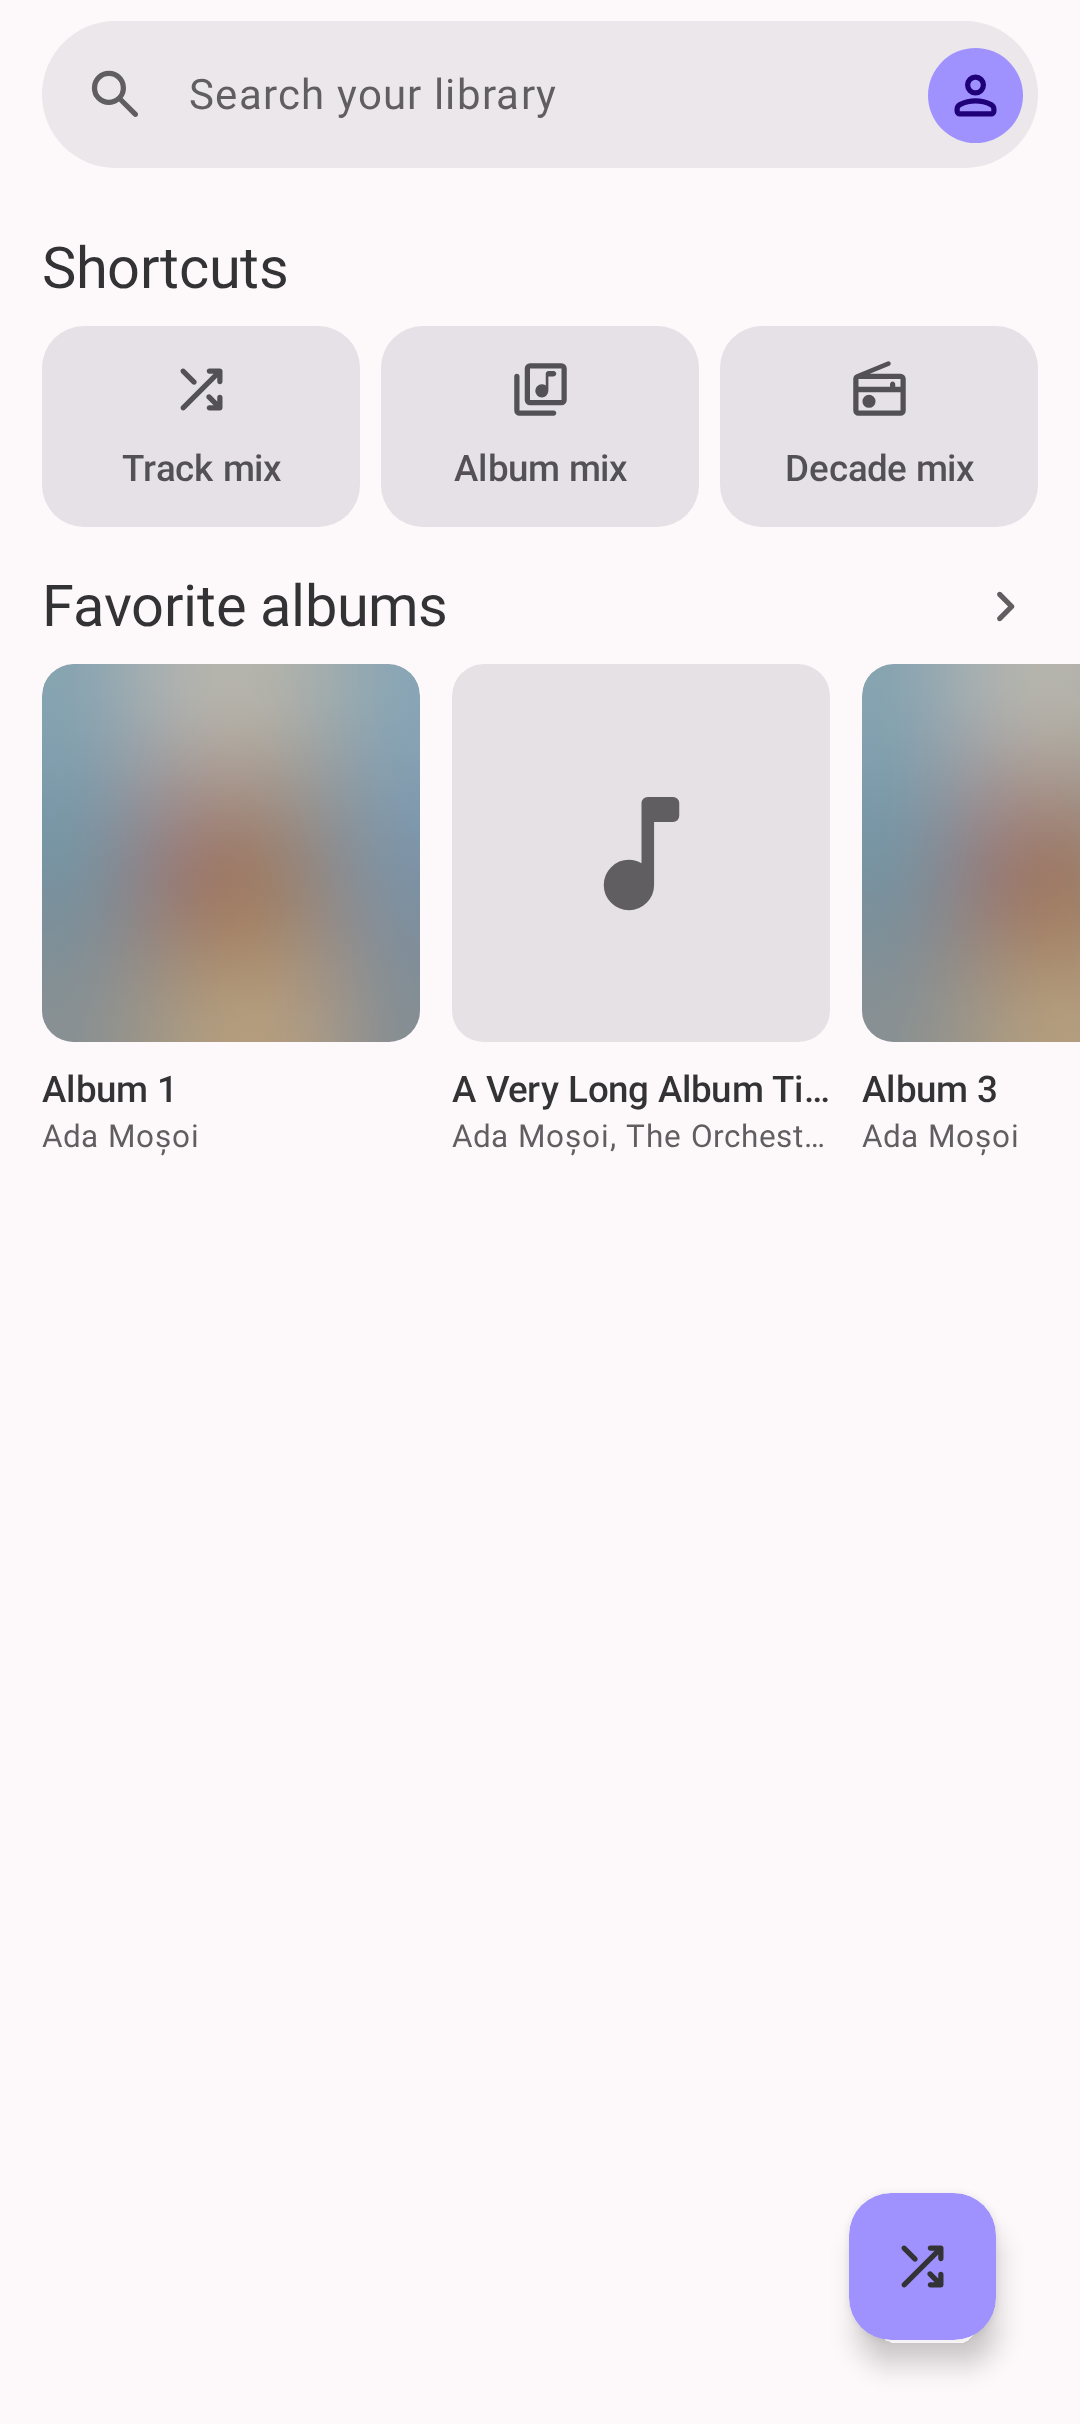 Search your library
Shortcuts
Track mix
Album mix
Decade mix
Favorite albums
Album 1
Ada Moșoi
A Very Long Album Ti…
Ada Moșoi, The Orchest…
Album 3
Ada Moșoi